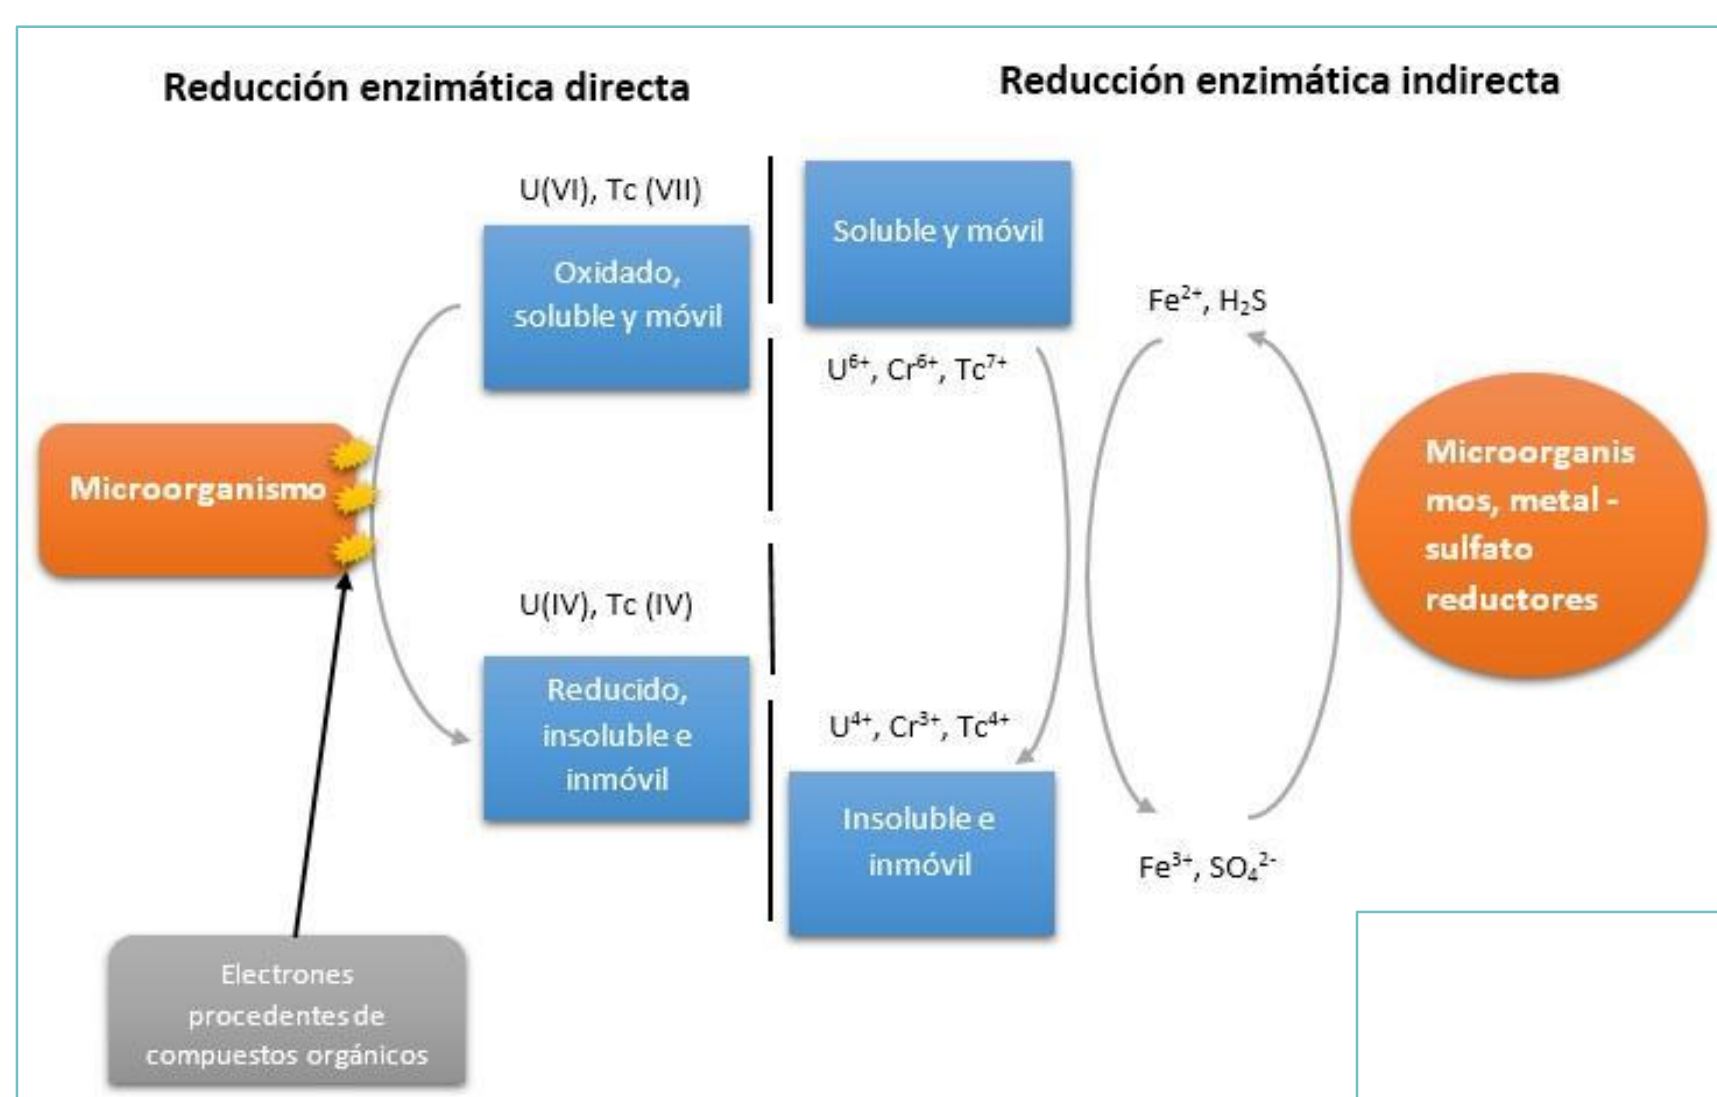 Reducción enzimática directa
U(VI), Tc (VII)
Oxidado,
soluble y móvil
Microorganismo
U(IV), Tc (IV)
Reducido,
insoluble e
inmóvil
Electrones
procedentes de
compuestos orgánicos
Reducción enzimática indirecta
Soluble y móvil
U⁶⁺, Cr⁶⁺, Tc⁷⁺
Fe²⁺, H₂S
Microorganis
mos, metal -
sulfato
reductores
U⁴⁺, Cr³⁺, Tc⁴⁺
Insoluble e
inmóvil
Fe³⁺, SO₄²⁻